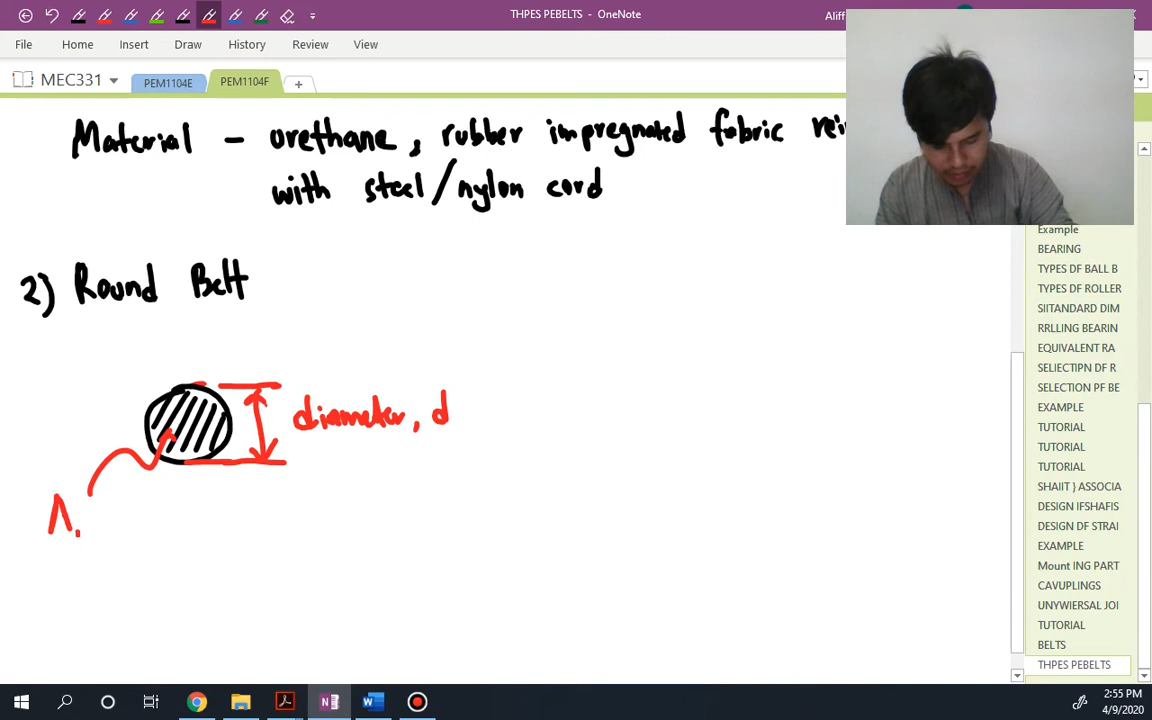 THPES PEBELTS - OneNote
Aliff
File Home Insert Draw History Review View
MEC331 PEM1104E PEM1104F
Material - urethane, rubber impregnated fabric
with steel/nylon cord
2) Round Belt
diameter, d
Example
BEARING
TYPES DF BALL B
TYPES DF ROLLER
SIITANDARD DIM
RRLLING BEARIN
EQUIVALENT RA
SELIECTIPN DF R
SELECTION PF BE
EXAMPLE
TUTORIAL
TUTORIAL
TUTORIAL
SHAIIT } ASSOCIA
DESIGN IFSHAFIS
DESIGN DF STRAI
EXAMPLE
Mount ING PART
CAVUPLINGS
UNYWIERSAL JOI
TUTORIAL
BELTS
THPES PEBELTS
2:55 PM
4/9/2020